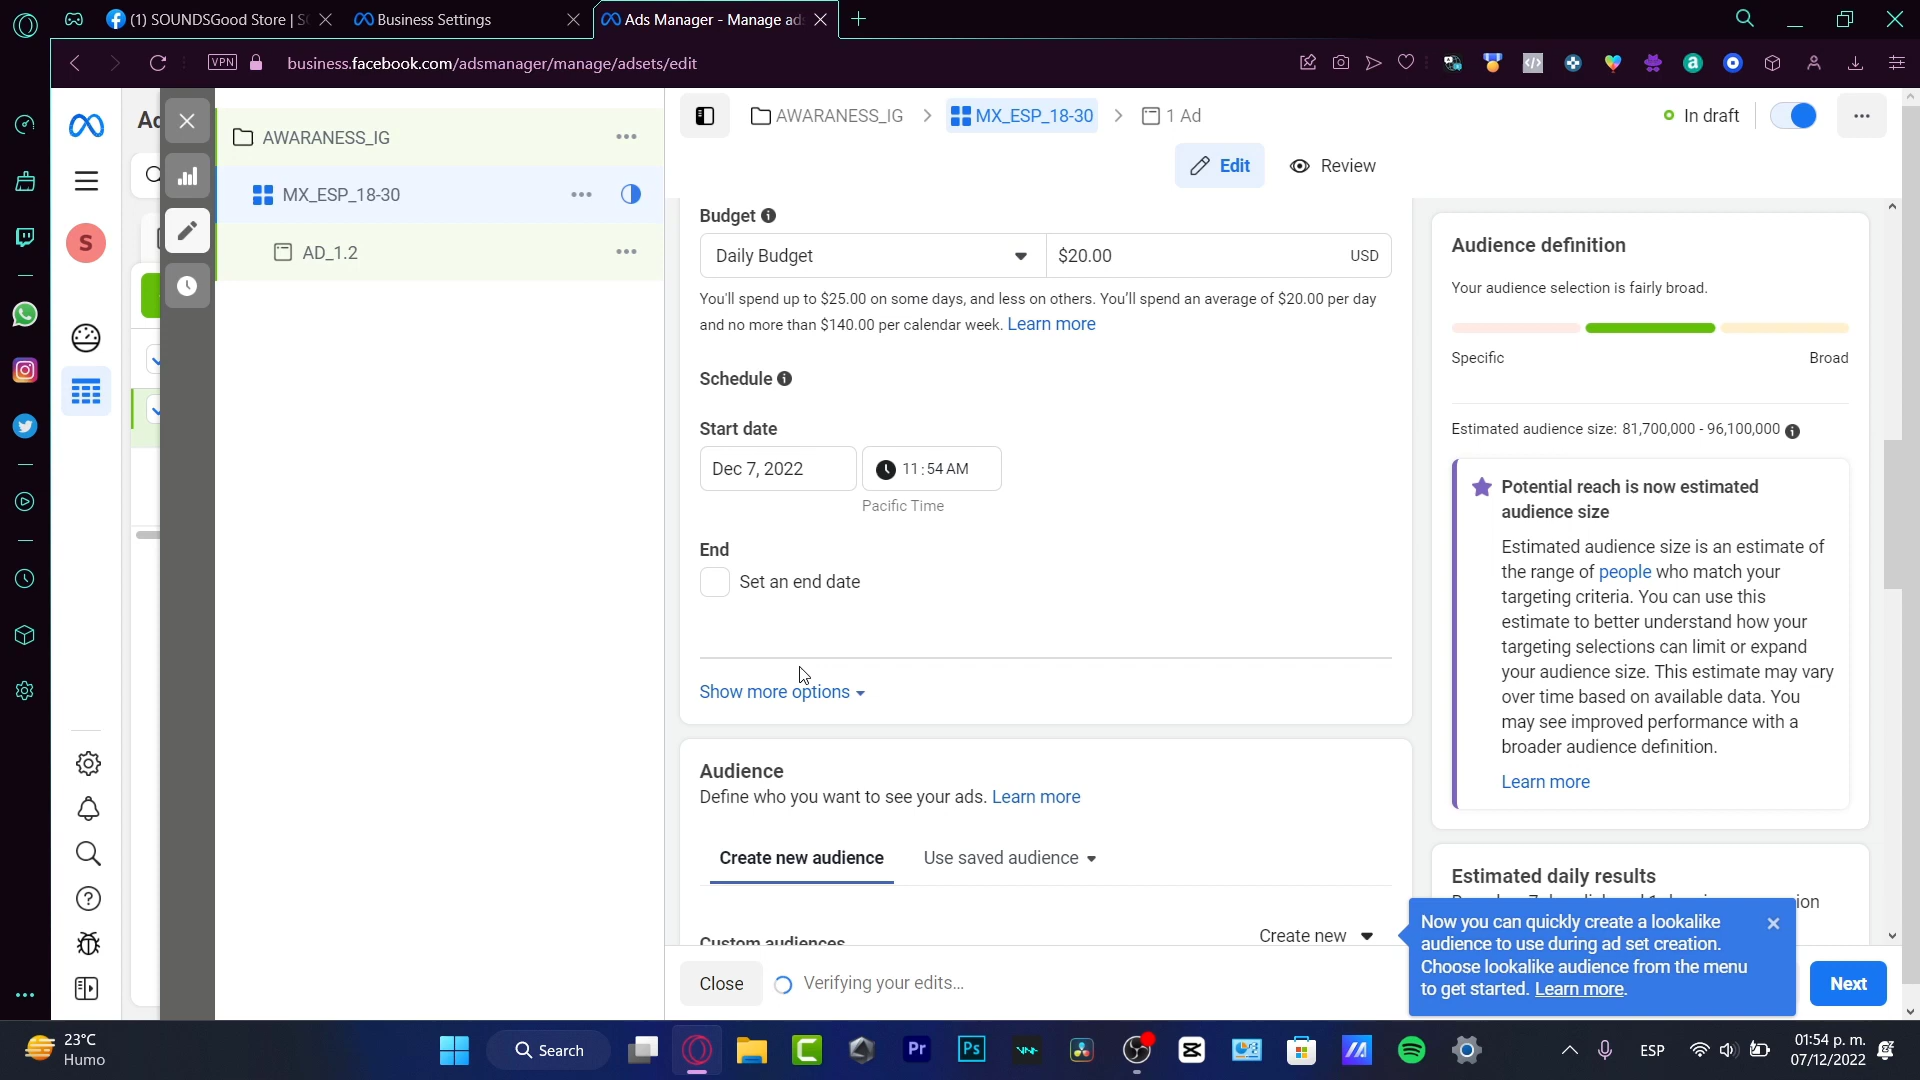 (1) SOUNDSGood Store | S
Business Settings
Ads Manager - Manage ad
VPN
business.facebook.com/adsmanager/manage/adsets/edit
S
AWARANESS_IG
MX_ESP_18-30
AD_1.2
AWARANESS_IG
MX_ESP_18-30
1 Ad
In draft
Edit
Review
Budget
Daily Budget
$20.00
USD
You'll spend up to $25.00 on some days, and less on others. You'll spend an average of $20.00 per day
and no more than $140.00 per calendar week. Learn more
Schedule
Start date
Dec 7, 2022
11:54 AM
Pacific Time
End
Set an end date
Show more options
Audience
Define who you want to see your ads. Learn more
Create new audience
Use saved audience
Custom audiences
Create new
Close
Verifying your edits...
Audience definition
Your audience selection is fairly broad.
Specific
Broad
Estimated audience size: 81,700,000 - 96,100,000
Potential reach is now estimated
audience size
Estimated audience size is an estimate of
the range of people who match your
targeting criteria. You can use this
estimate to better understand how your
targeting selections can limit or expand
your audience size. This estimate may vary
over time based on available data. You
may see improved performance with a
broader audience definition.
Learn more
Estimated daily results
Now you can quickly create a lookalike
audience to use during ad set creation.
Choose lookalike audience from the menu
to get started. Learn more.
Next
23°C
Humo
Search
Pr
Ps
ESP
01:54 p. m.
07/12/2022